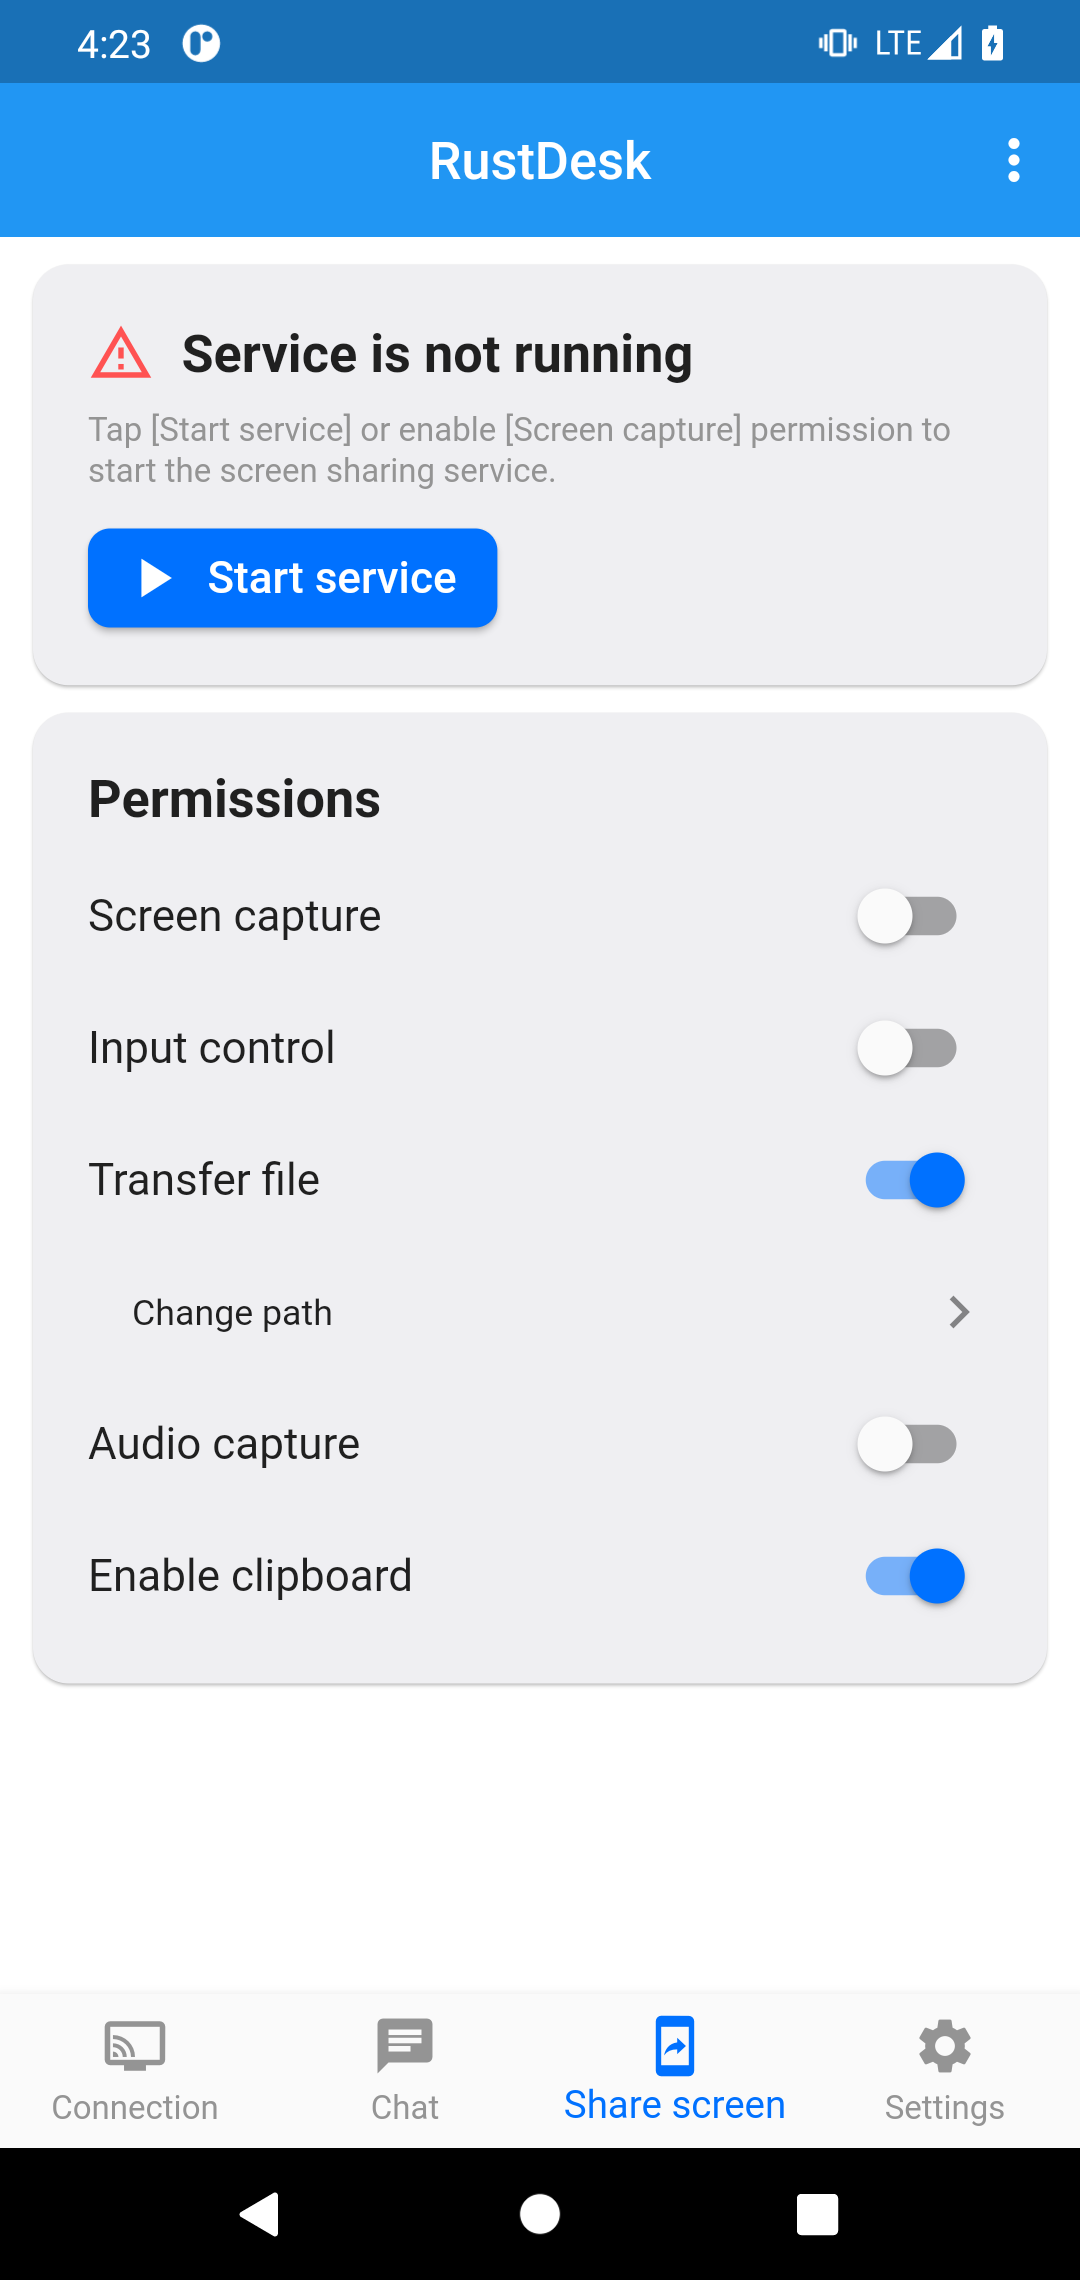 4:23
LTE
RustDesk
Service is not running
Tap [Start service] or enable [Screen capture] permission to
start the screen sharing service.
Start service
Permissions
Screen capture
Input control
Transfer file
Change path
Audio capture
Enable clipboard
Connection
Chat
Share screen
Settings